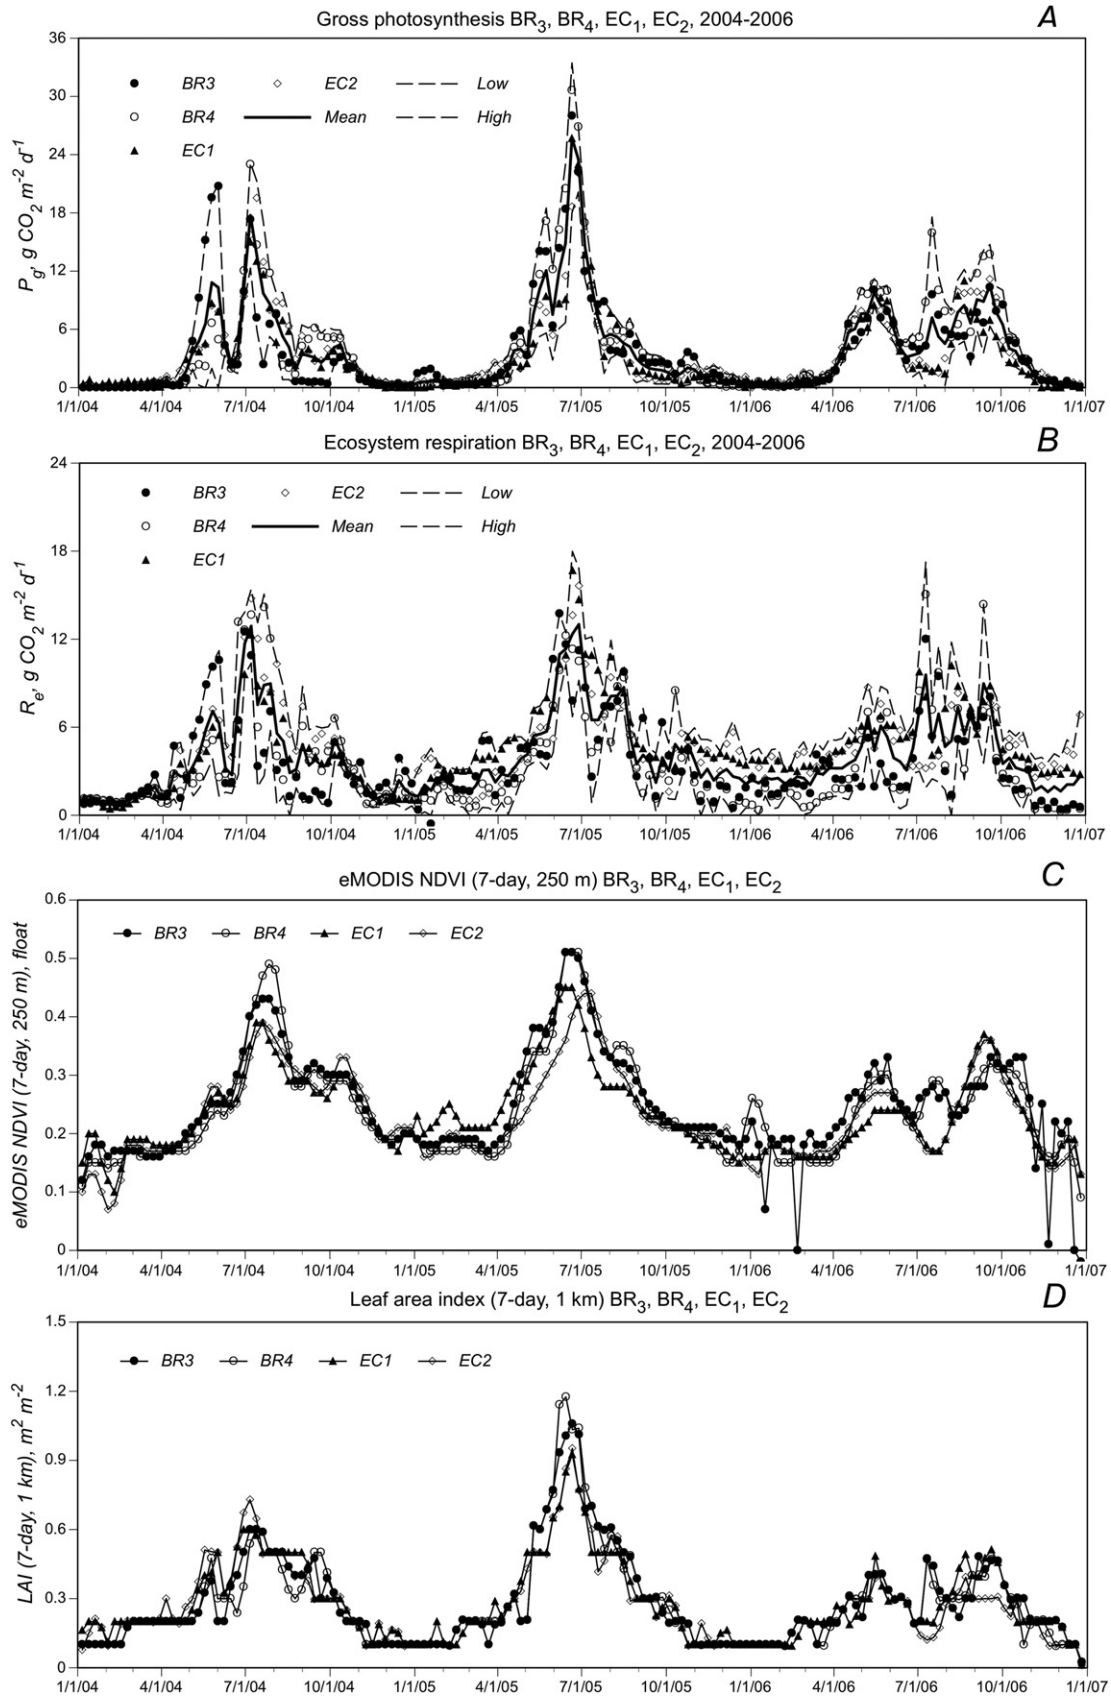 Gross photosynthesis BR3, BR4, EC1, EC2, 2004-2006
A
Pg, g CO2 m-2 d-1
36
30
24
18
12
6
0
BR3 EC2 Low
BR4 Mean High
EC1
1/1/04 4/1/04 7/1/04 10/1/04 1/1/05 4/1/05 7/1/05 10/1/05 1/1/06 4/1/06 7/1/06 10/1/06 1/1/07
Ecosystem respiration BR3, BR4, EC1, EC2, 2004-2006
B
Re, g CO2 m-2 d-1
24
18
12
6
0
BR3 EC2 Low
BR4 Mean High
EC1
1/1/04 4/1/04 7/1/04 10/1/04 1/1/05 4/1/05 7/1/05 10/1/05 1/1/06 4/1/06 7/1/06 10/1/06 1/1/07
eMODIS NDVI (7-day, 250 m) BR3, BR4, EC1, EC2
C
eMODIS NDVI (7-day, 250 m), float
0.6
0.5
0.4
0.3
0.2
0.1
0
BR3 BR4 EC1 EC2
1/1/04 4/1/04 7/1/04 10/1/04 1/1/05 4/1/05 7/1/05 10/1/05 1/1/06 4/1/06 7/1/06 10/1/06 1/1/07
Leaf area index (7-day, 1 km) BR3, BR4, EC1, EC2
D
LAI (7-day, 1 km), m2 m-2
1.5
1.2
0.9
0.6
0.3
0
BR3 BR4 EC1 EC2
1/1/04 4/1/04 7/1/04 10/1/04 1/1/05 4/1/05 7/1/05 10/1/05 1/1/06 4/1/06 7/1/06 10/1/06 1/1/07